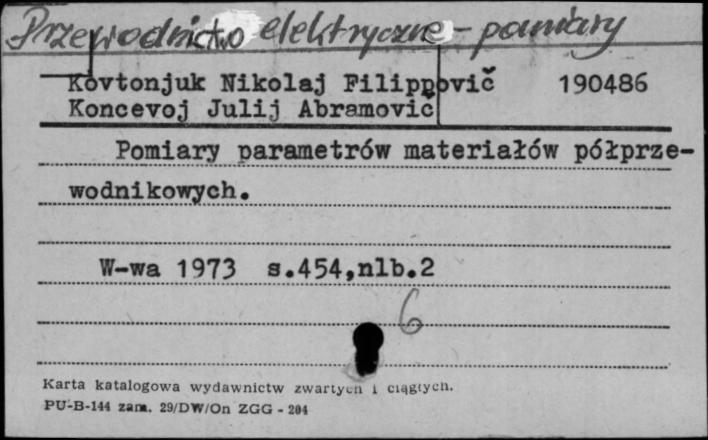 Przewodnictwo elektryczne - pomiary
Kovtonjuk Nikolaj Filippovič 190486
Koncevoj Julij Abramovič
Pomiary parametrów materiałów półprze-
wodnikowych.
W-wa 1973 s.454,nlb.2
6
Karta katalogowa wydawnictw zwartych i ciągłych.
PU-B-144 zam. 29/DW/On ZGG - 204